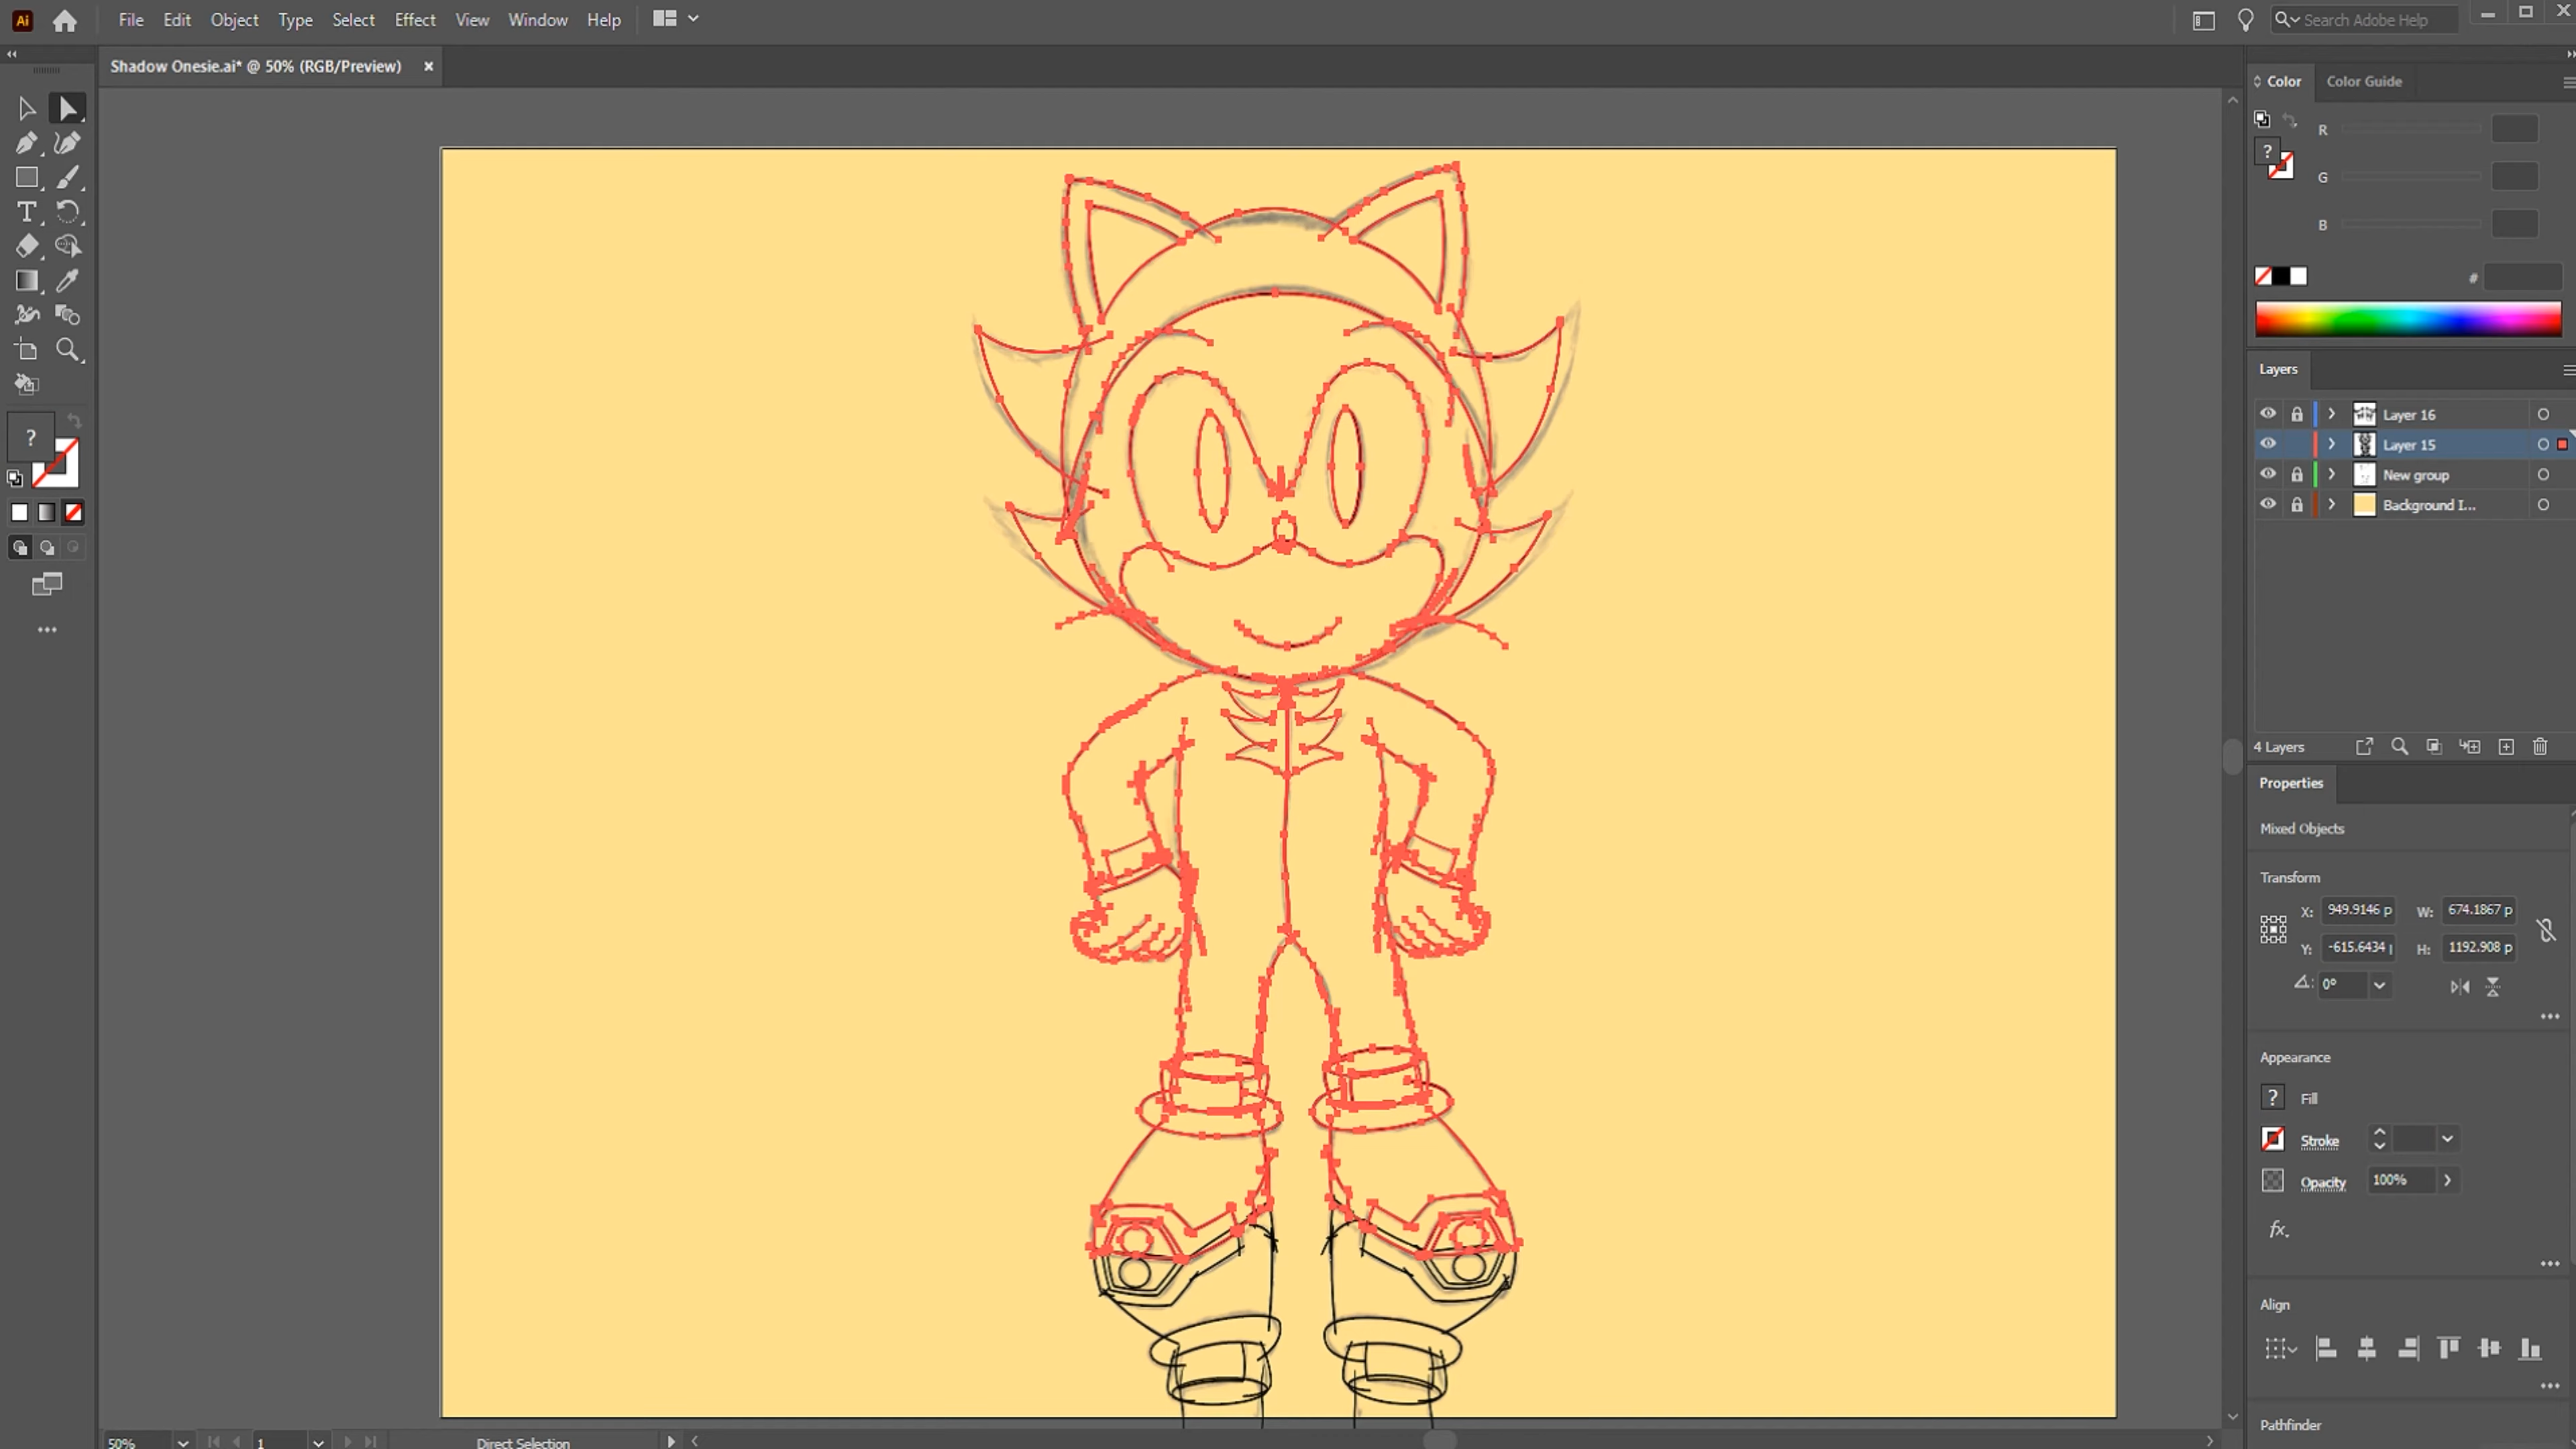 Ai File Edit Object Type Select Effect View Window Help Search Adobe Help
Shadow Onesie.ai* @ 50% (RGB/Preview) ×
Color Color Guide
R
G
B
#
Layers
Layer 16
Layer 15
New group
Background I...
4 Layers
Properties
Mixed Objects
Transform
X: 949.9146 p W: 674.1867 p
Y: -615.6434 H: 1192.908 p
0°
Appearance
? Fill
Stroke
Opacity 100%
fx.
Align
Pathfinder
50% 1 Direct Selection